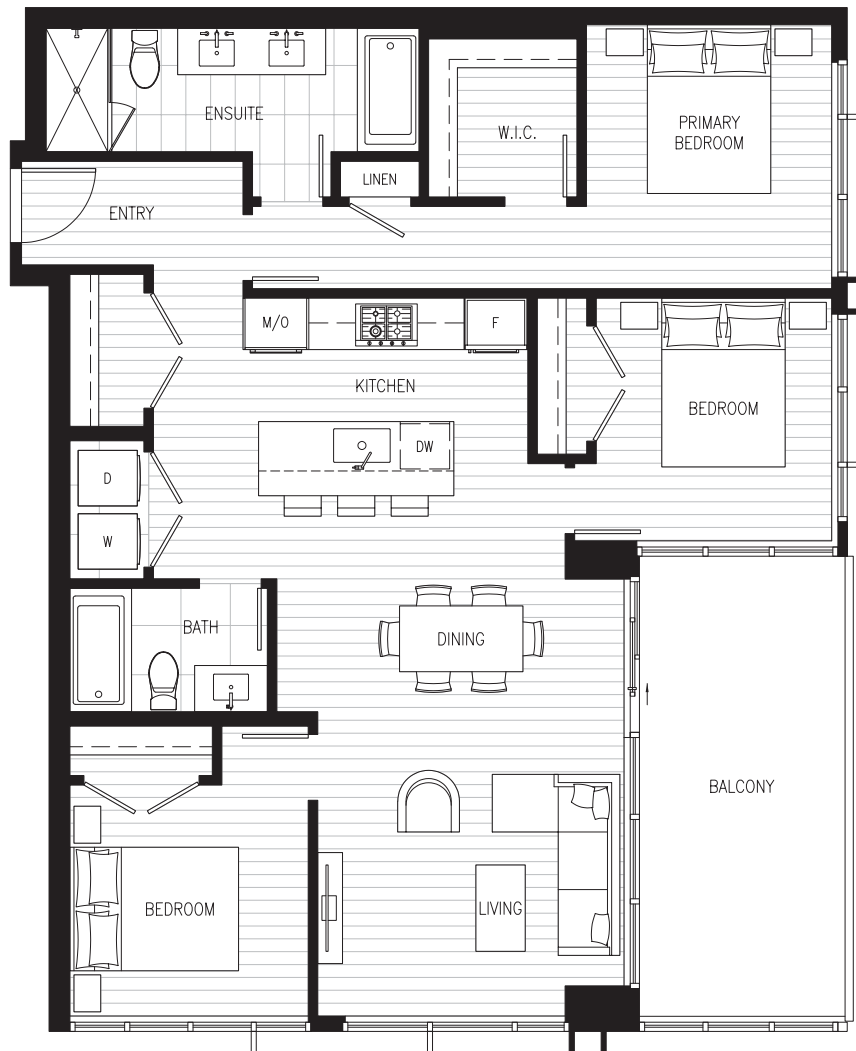 ENSUITE
W.I.C.
PRIMARY
BEDROOM
LINEN
ENTRY
M/O
F
KITCHEN
BEDROOM
DW
D
W
BATH
DINING
BALCONY
BEDROOM
LIVING